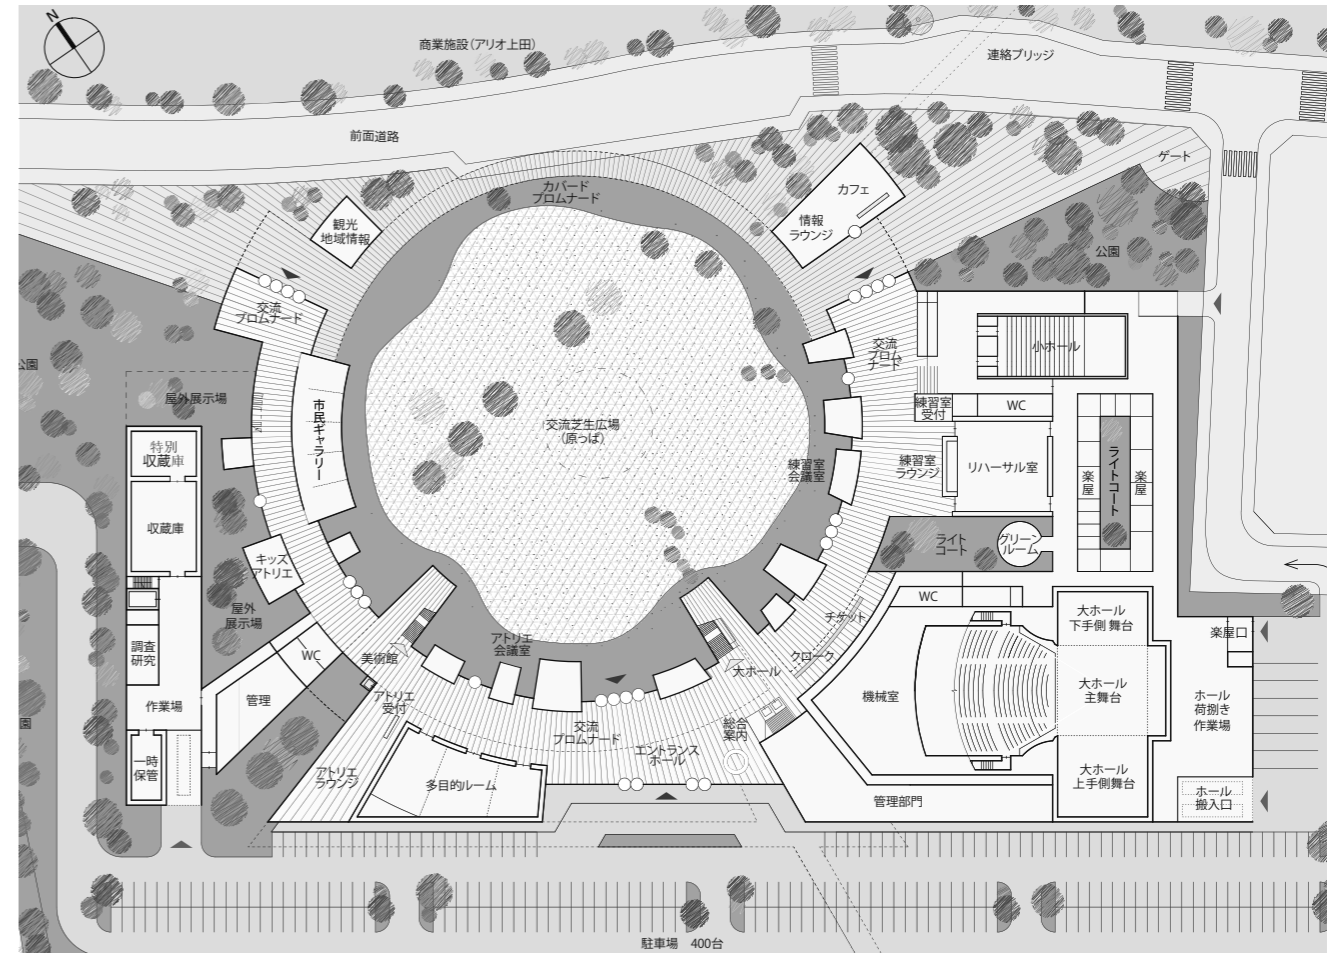 N
商業施設（アリオ上田）
連絡ブリッジ
前面道路
ゲート
カバード
プロムナード
カフェ
観光
地域情報
情報
ラウンジ
公園
交流
プロムナード
交流
プロム
ナード
小ホール
公園
屋外展示場
市民ギャラリー
練習室
受付
WC
交流芝生広場
（原っぱ）
特別
収蔵庫
練習室
会議室
練習室
ラウンジ
リハーサル室
楽屋
ライトコート
楽屋
収蔵庫
ライト
コート
グリーン
ルーム
キッズ
アトリエ
WC
屋外
展示場
チケット
大ホール
下手側 舞台
楽屋口
アトリエ
会議室
調査
研究
WC
美術館
クローク
大ホール
機械室
大ホール
主舞台
ホール
荷捌き
作業場
管理
アトリエ
受付
作業場
総合
案内
交流
プロムナード
エントランス
ホール
一時
保管
アトリエ
ラウンジ
多目的ルーム
大ホール
上手側舞台
管理部門
ホール
搬入口
園
駐車場　400台